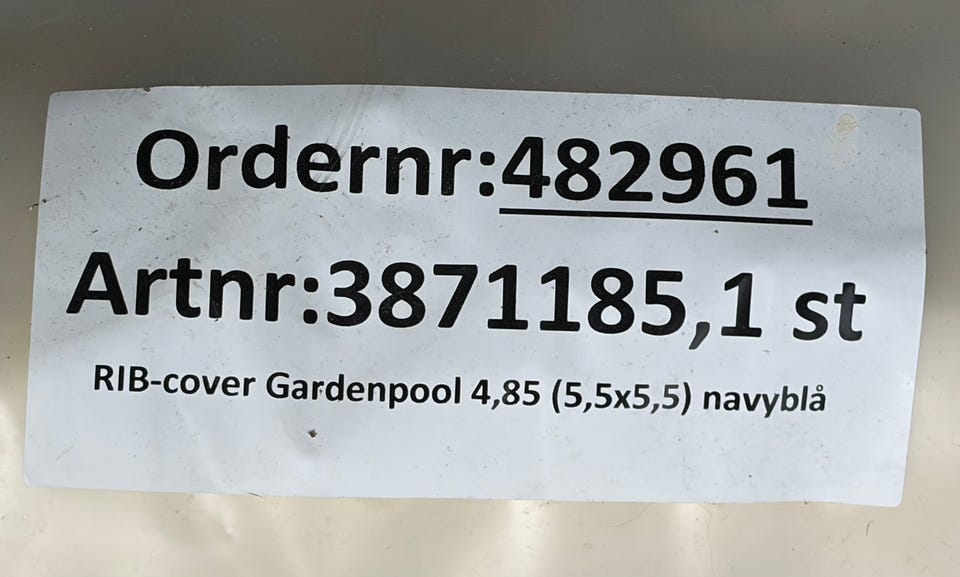 Ordernr:482961
Artnr:3871185,1 st
RIB-cover Gardenpool 4,85 (5,5x5,5) navyblå